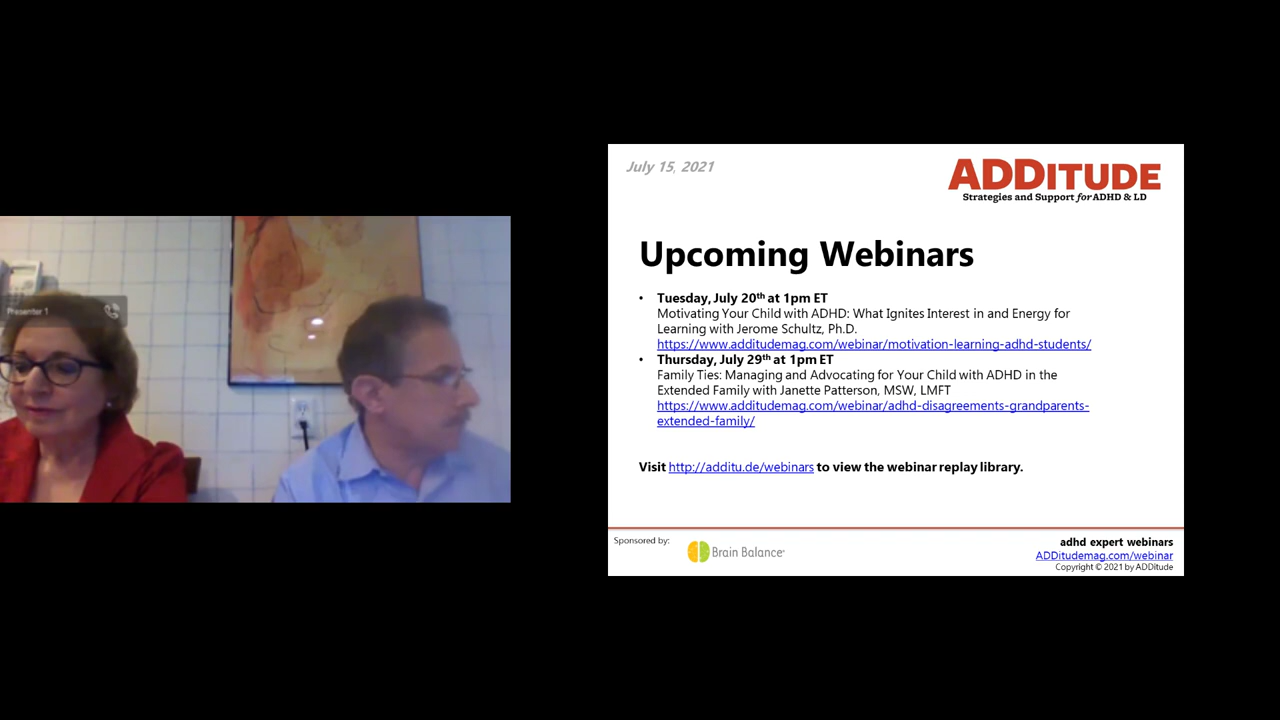 Presenter 1
July 15, 2021
ADDITUDE
Strategies and Support for ADHD & LD
Upcoming Webinars
• Tuesday, July 20th at 1pm ET
Motivating Your Child with ADHD: What Ignites Interest in and Energy for
Learning with Jerome Schultz, Ph.D.
https://www.additudemag.com/webinar/motivation-learning-adhd-students/
• Thursday, July 29th at 1pm ET
Family Ties: Managing and Advocating for Your Child with ADHD in the
Extended Family with Janette Patterson, MSW, LMFT
https://www.additudemag.com/webinar/adhd-disagreements-grandparents-
extended-family/
Visit http://additu.de/webinars to view the webinar replay library.
Sponsored by:
Brain Balance
adhd expert webinars
ADDitudemag.com/webinar
Copyright © 2021 by ADDitude